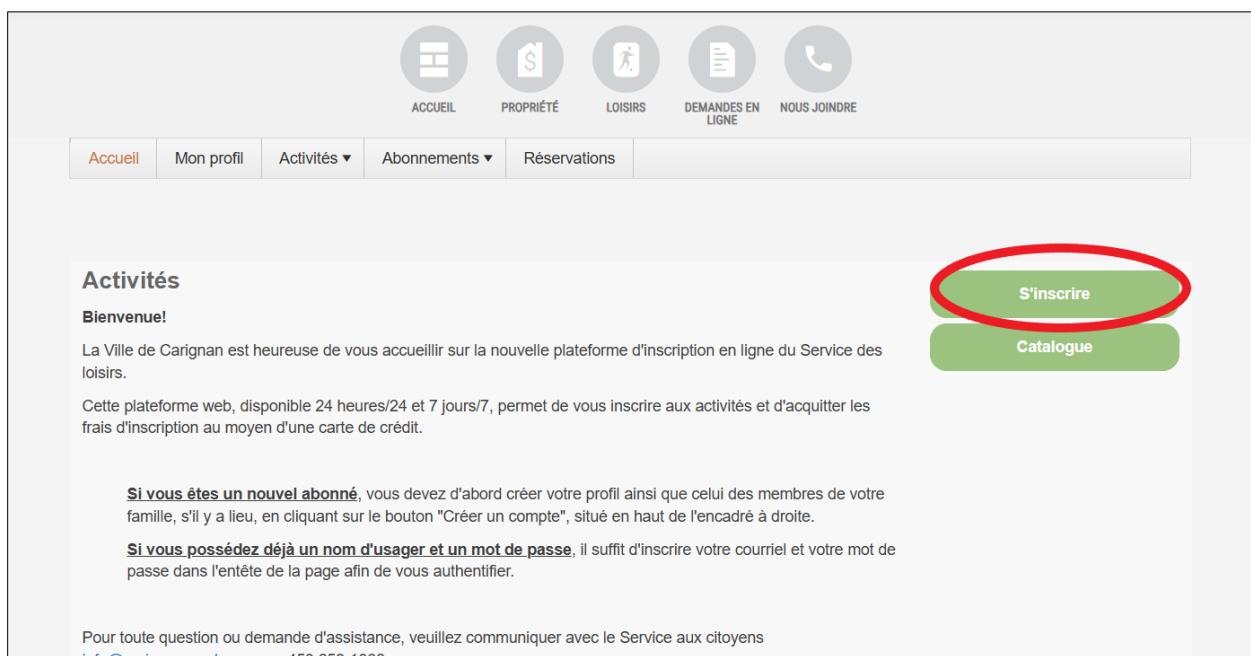 ACCUEIL
PROPRIÉTÉ
LOISIRS
DEMANDES EN
LIGNE
NOUS JOINDRE
Accueil
Mon profil
Activités ▾
Abonnements ▾
Réservations
Activités
S'inscrire
Catalogue
Bienvenue!
La Ville de Carignan est heureuse de vous accueillir sur la nouvelle plateforme d'inscription en ligne du Service des
loisirs.
Cette plateforme web, disponible 24 heures/24 et 7 jours/7, permet de vous inscrire aux activités et d'acquitter les
frais d'inscription au moyen d'une carte de crédit.
Si vous êtes un nouvel abonné, vous devez d'abord créer votre profil ainsi que celui des membres de votre
famille, s'il y a lieu, en cliquant sur le bouton "Créer un compte", situé en haut de l'encadré à droite.
Si vous possédez déjà un nom d'usager et un mot de passe, il suffit d'inscrire votre courriel et votre mot de
passe dans l'entête de la page afin de vous authentifier.
Pour toute question ou demande d'assistance, veuillez communiquer avec le Service aux citoyens